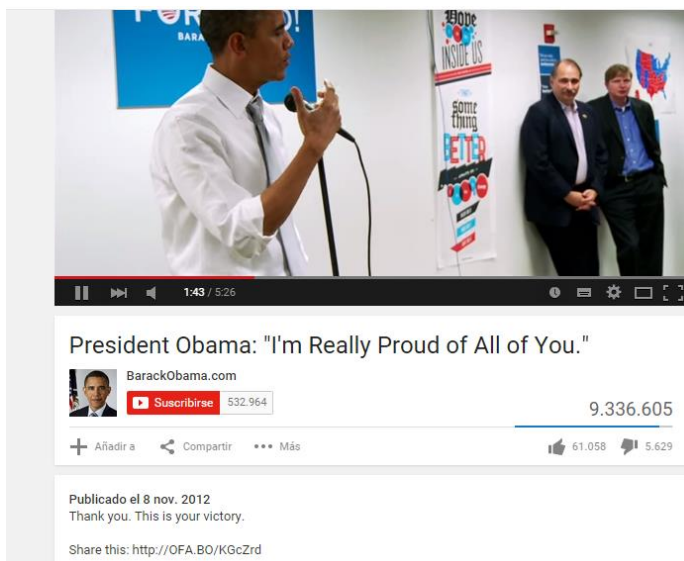 BARA
Hope
INSIDE US
some
thing
BETTER
1:43 / 5:26
President Obama: "I'm Really Proud of All of You."
BarackObama.com
Suscribirse 532.964
9.336.605
Añadir a Compartir Más
61.058 5.629
Publicado el 8 nov. 2012
Thank you. This is your victory.
Share this: http://OFA.BO/KGcZrd